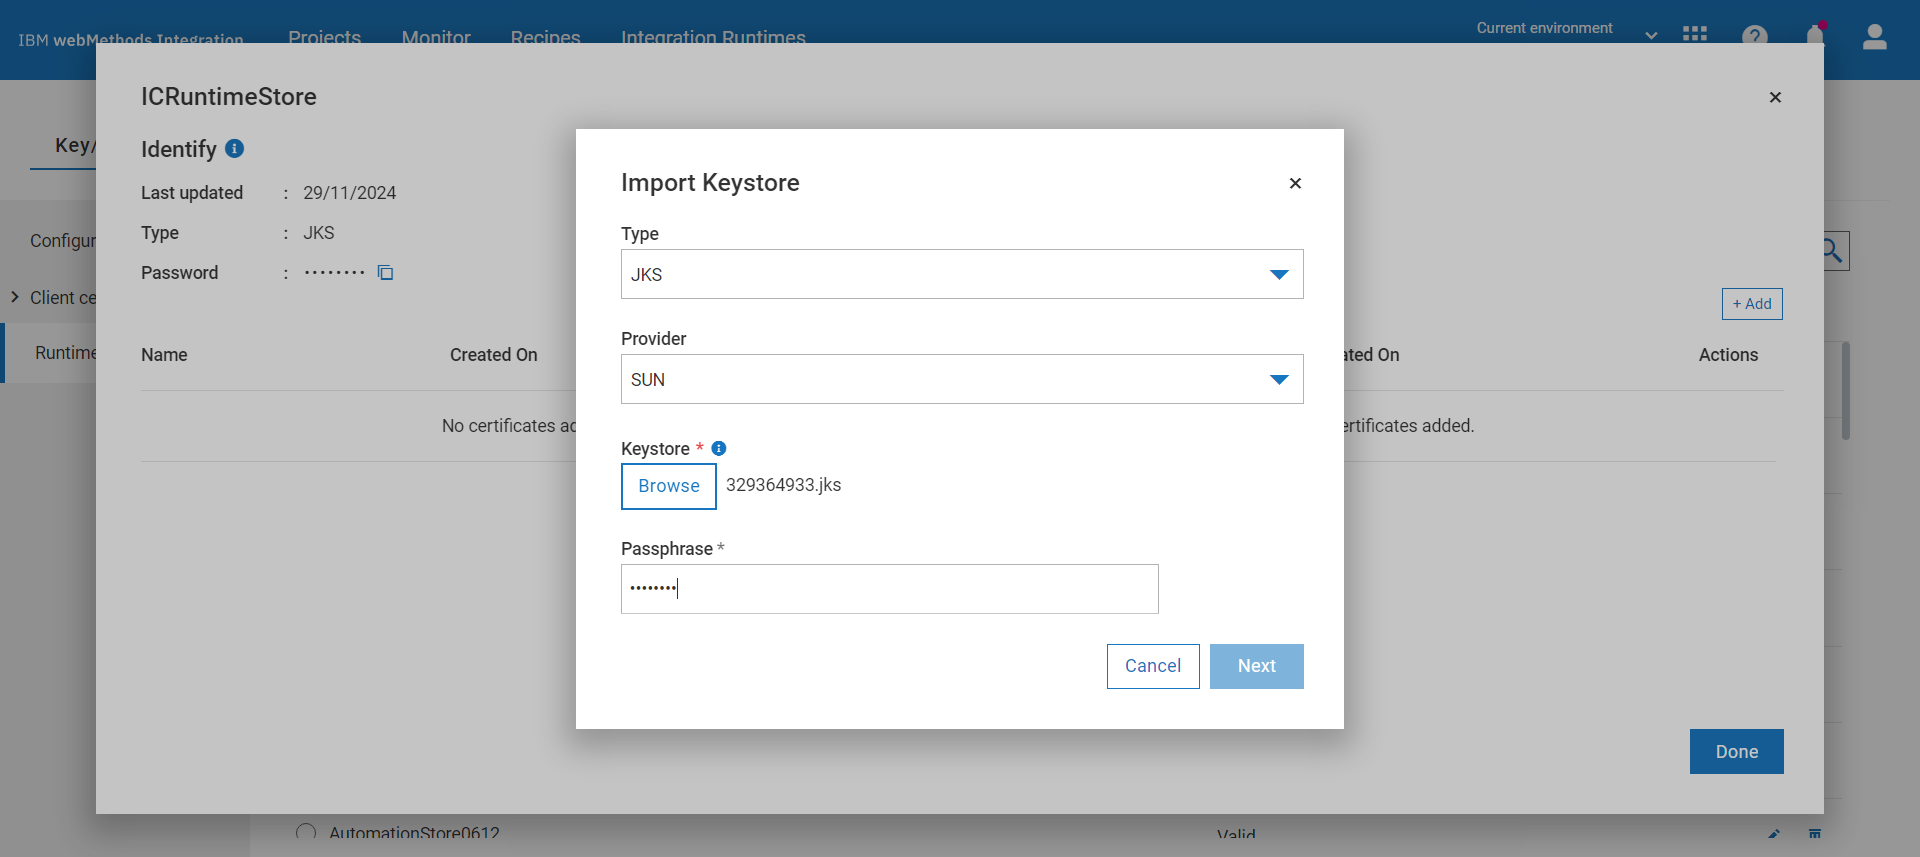 IBM webMethods Integration Projects Monitor Recipes Integration Runtimes Current environment
ICRuntimeStore
Key/
Identify
Last updated : 29/11/2024
Type : JKS
Password : ••••••••
Configur
Client ce
Runtime
+ Add
Name Created On ated On Actions
No certificates ad ertificates added.
Import Keystore
Type
JKS
Provider
SUN
Keystore *
Browse 329364933.jks
Passphrase *
••••••••
Cancel Next
Done
AutomationStore0612 Valid